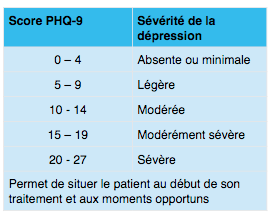 Score PHQ-9 Sévérité de la
dépression
0 – 4 Absente ou minimale
5 – 9 Légère
10 - 14 Modérée
15 – 19 Modérément sévère
20 - 27 Sévère
Permet de situer le patient au début de son
traitement et aux moments opportuns